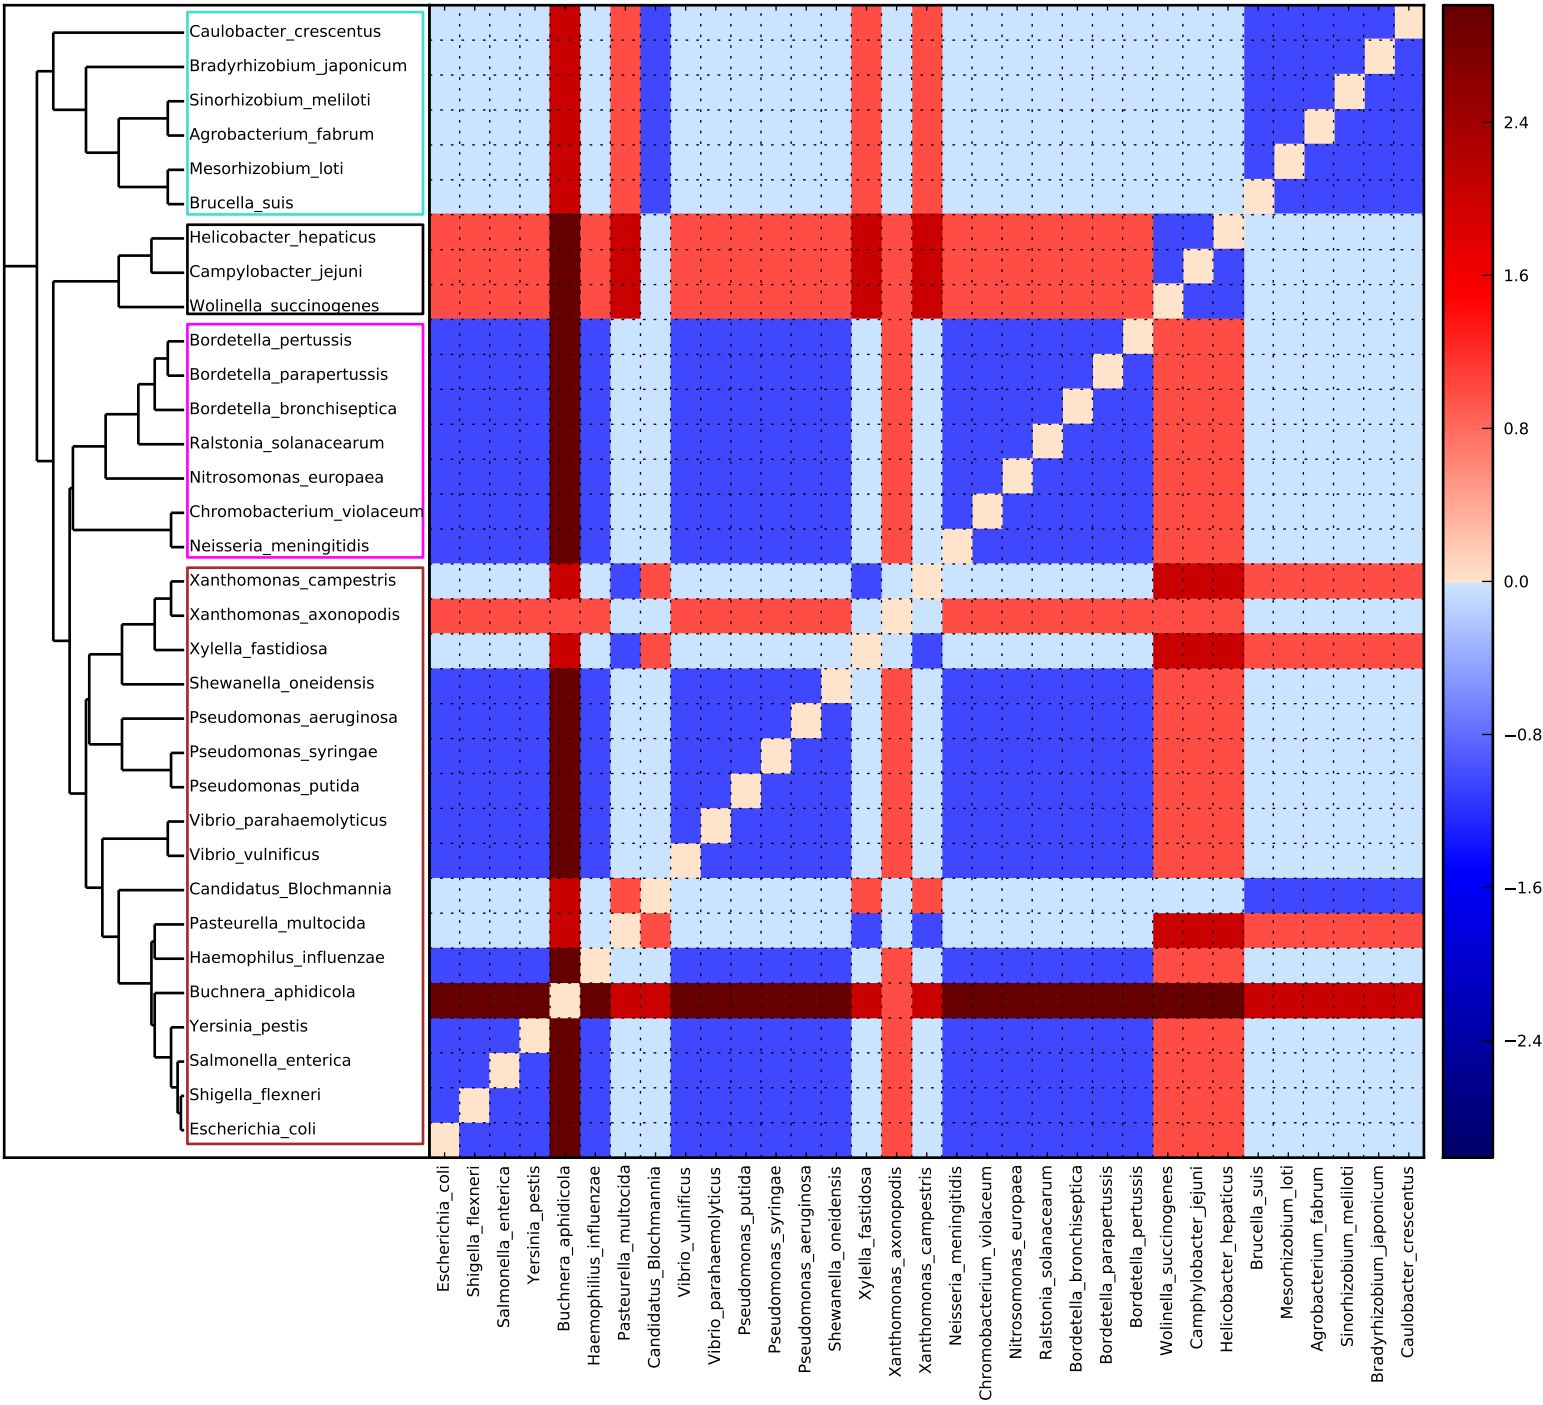 Caulobacter_crescentus
Bradyrhizobium_japonicum
Sinorhizobium_meliloti
Agrobacterium_fabrum
Mesorhizobium_loti
Brucella_suis
Helicobacter_hepaticus
Campylobacter_jejuni
Wolinella_succinogenes
Bordetella_pertussis
Bordetella_parapertussis
Bordetella_bronchiseptica
Ralstonia_solanacearum
Nitrosomonas_europaea
Chromobacterium_violaceum
Neisseria_meningitidis
Xanthomonas_campestris
Xanthomonas_axonopodis
Xylella_fastidiosa
Shewanella_oneidensis
Pseudomonas_aeruginosa
Pseudomonas_syringae
Pseudomonas_putida
Vibrio_parahaemolyticus
Vibrio_vulnificus
Candidatus_Blochmannia
Pasteurella_multocida
Haemophilus_influenzae
Buchnera_aphidicola
Yersinia_pestis
Salmonella_enterica
Shigella_flexneri
Escherichia_coli
2.4
1.6
0.8
0.0
−0.8
−1.6
−2.4
Escherichia_coli
Shigella_flexneri
Salmonella_enterica
Yersinia_pestis
Buchnera_aphidicola
Haemophilius_influenzae
Pasteurella_multocida
Candidatus_Blochmannia
Vibrio_vulnificus
Vibrio_parahaemolyticus
Pseudomonas_putida
Pseudomonas_syringae
Pseudomonas_aeruginosa
Shewanella_oneidensis
Xylella_fastidosa
Xanthomonas_axonopodis
Xanthomonas_campestris
Neisseria_meningitidis
Chromobacterium_violaceum
Nitrosomonas_europaea
Ralstonia_solanacearum
Bordetella_bronchiseptica
Bordetella_parapertussis
Bordetella_pertussis
Wolinella_succinogenes
Camphylobacter_jejuni
Helicobacter_hepaticus
Brucella_suis
Mesorhizobium_loti
Agrobacterium_fabrum
Sinorhizobium_meliloti
Bradyrhizobium_japonicum
Caulobacter_crescentus